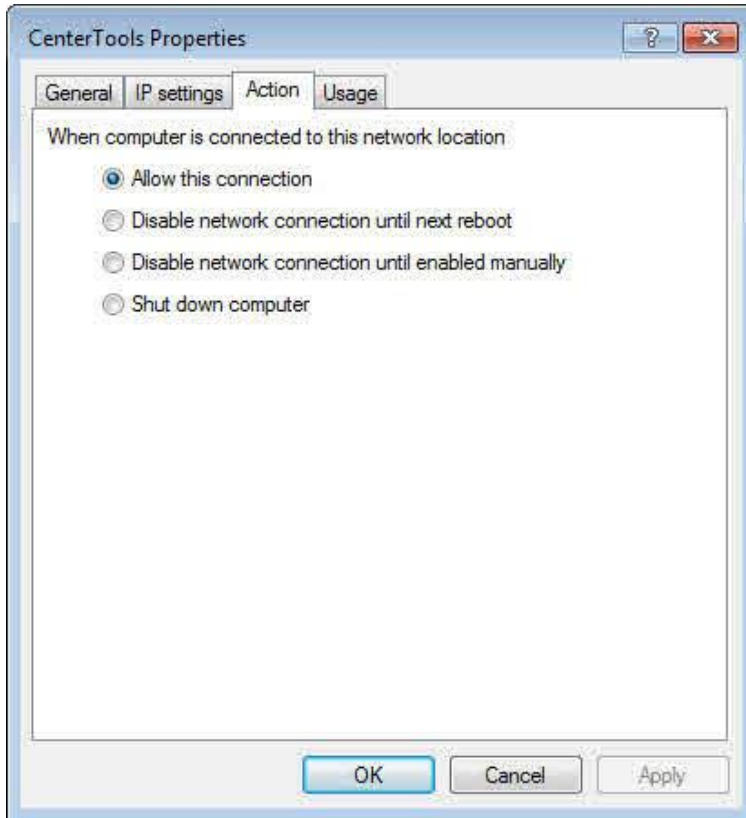 CenterTools Properties
General IP settings Action Usage
When computer is connected to this network location
Allow this connection
Disable network connection until next reboot
Disable network connection until enabled manually
Shut down computer
OK Cancel Apply